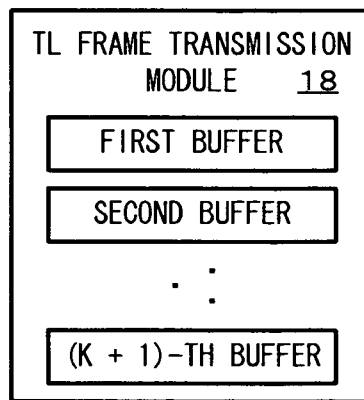 TL FRAME TRANSMISSION
MODULE 18
FIRST BUFFER
SECOND BUFFER
(K + 1)-TH BUFFER